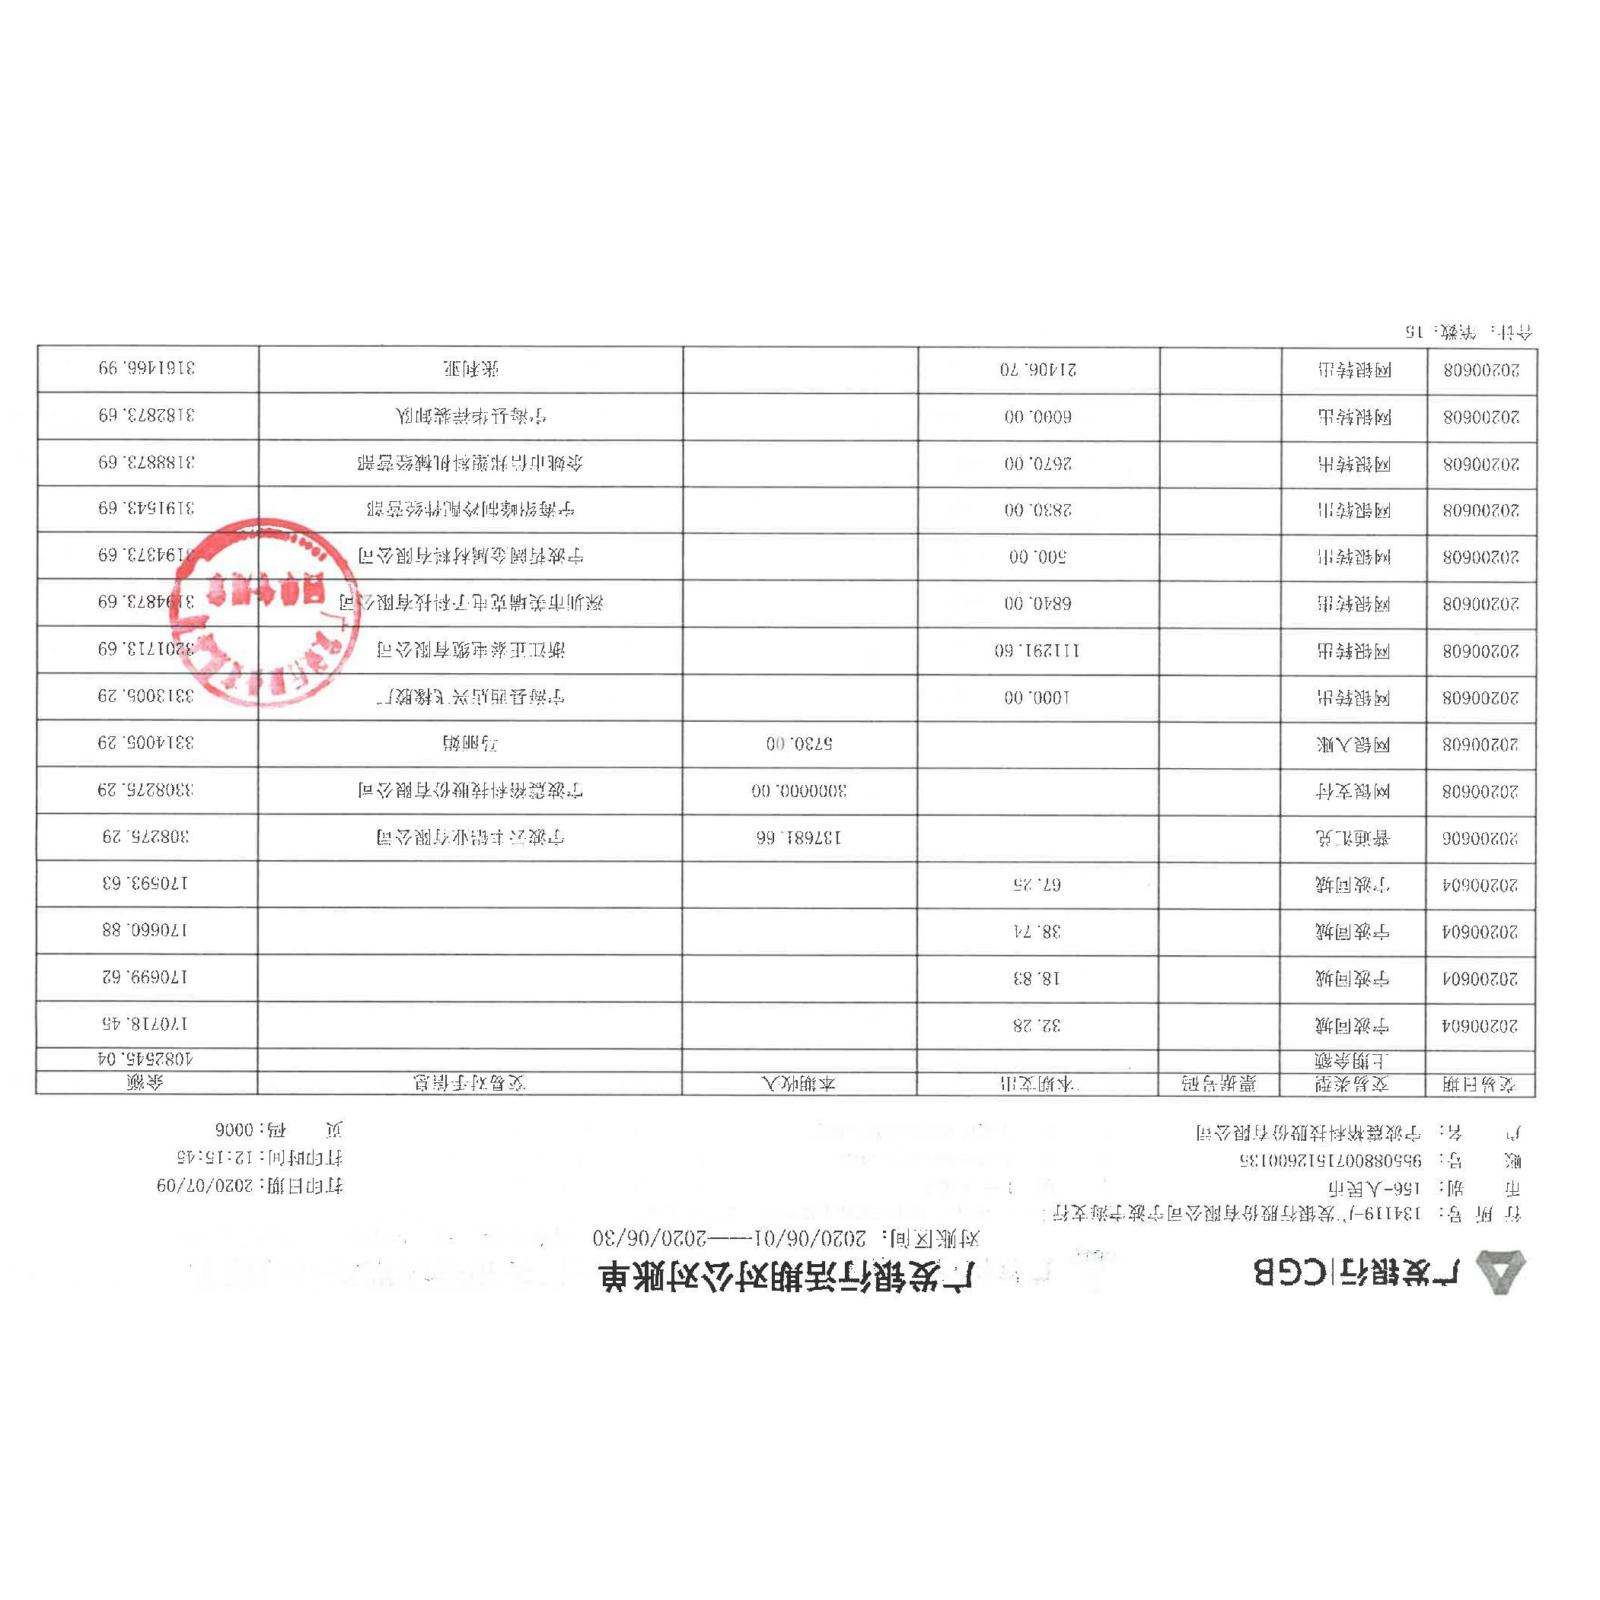 广发银行|CGB
广发银行活期对公对账单
对账区间：2020/06/01——2020/06/30
行所号：134119-广发银行股份有限公司宁波宁海支行
币 别：156-人民币 打印日期：2020/07/09
账 号：9550880071512600135 打印时间：12:15:45
户 名：宁波震裕科技股份有限公司 页 码：0006
交易日期 交易类型 票据号码 本期支出 本期收入 交易对手信息 余额
上期余额 4082545.04
20200604 宁波同城 32.28 170718.45
20200604 宁波同城 18.83 170699.62
20200604 宁波同城 38.74 170660.88
20200604 宁波同城 67.25 170593.63
20200606 普通汇兑 137681.66 宁波云丰铝业有限公司 308275.29
20200608 网银支付 3000000.00 宁波震裕科技股份有限公司 3308275.29
20200608 网银入账 5730.00 马丽娟 3314005.29
20200608 网银转出 1000.00 宁海县西店兴飞橡胶厂 3313005.29
20200608 网银转出 111291.60 浙江正泰电缆有限公司 3201713.69
20200608 网银转出 6840.00 深圳市美瑞克电子科技有限公司 3194873.69
20200608 网银转出 500.00 宁波哲阔金属材料有限公司 3194373.69
20200608 网银转出 2830.00 宁海绍峰制冷配件经营部 3191543.69
20200608 网银转出 2670.00 余姚市信郑塑料机械经营部 3188873.69
20200608 网银转出 6000.00 宁海县华祥装卸队 3182873.69
20200608 网银转出 21406.70 张利亚 3161466.99
合计：笔数：15